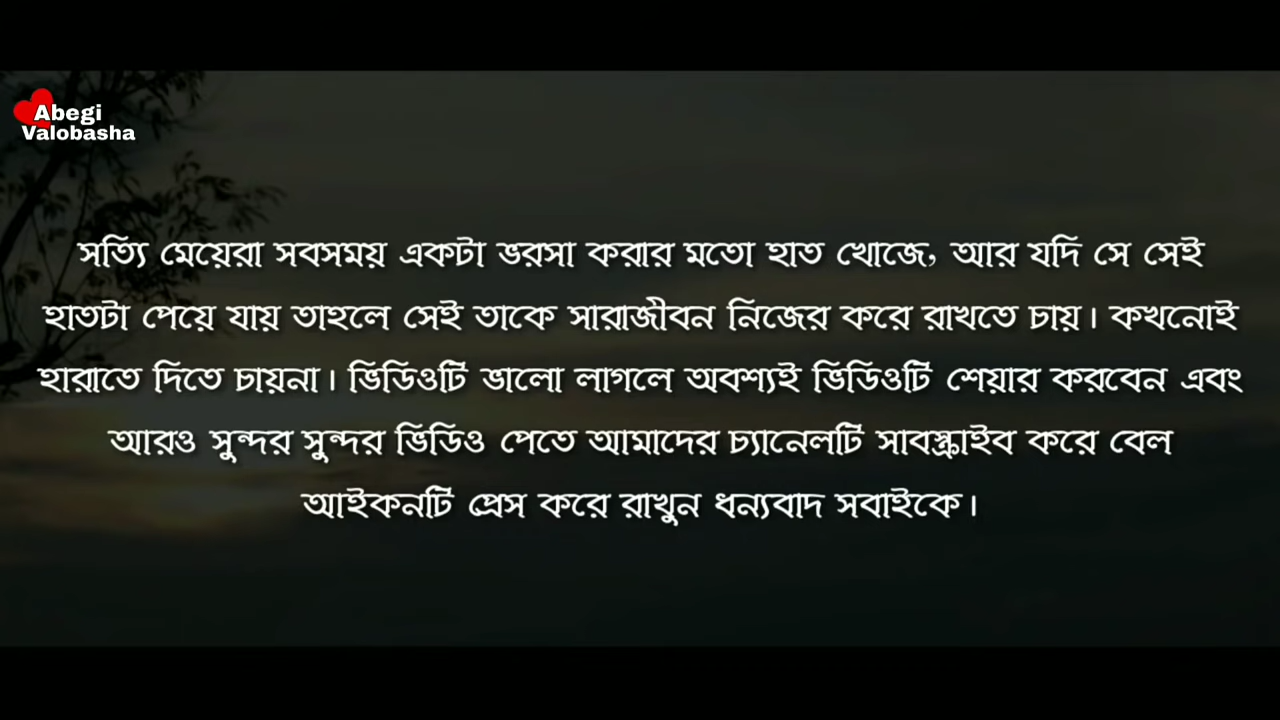 Abegi
Valobasha
সত্যি মেয়েরা সবসময় একটা ভরসা করার মতো হাত খোজে, আর যদি সে সেই
হাতটা পেয়ে যায় তাহলে সেই তাকে সারাজীবন নিজের করে রাখতে চায়। কখনোই
হারাতে দিতে চায়না। ভিডিওটি ভালো লাগলে অবশ্যই ভিডিওটি শেয়ার করবেন এবং
আরও সুন্দর সুন্দর ভিডিও পেতে আমাদের চ্যানেলটি সাবস্ক্রাইব করে বেল
আইকনটি প্রেস করে রাখুন ধন্যবাদ সবাইকে।